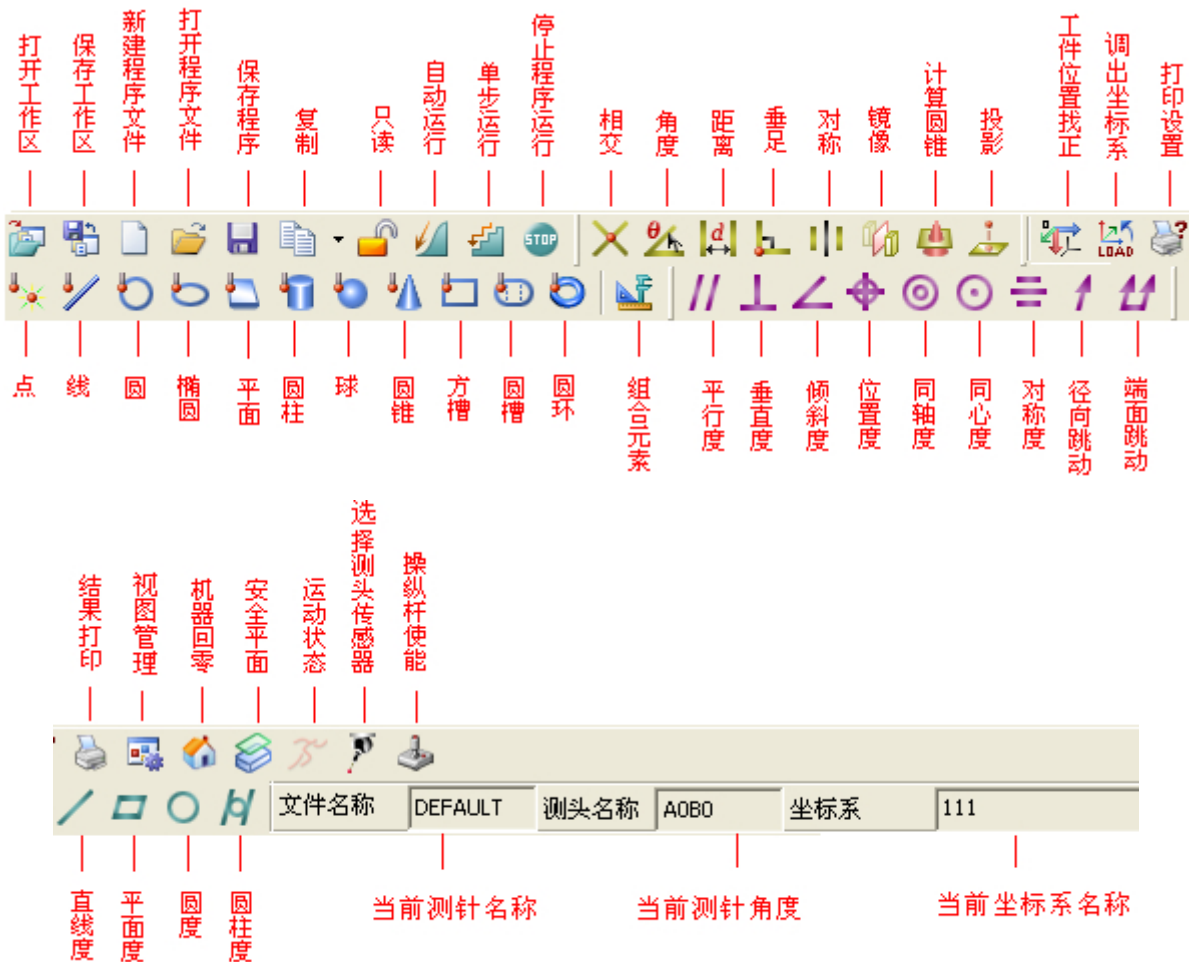 打开工作区
保存工作区
新建程序文件
打开程序文件
保存程序
复制
只读
自动运行
单步运行
停止程序运行
相交
角度
距离
垂足
对称
镜像
计算圆锥
投影
工件位置找正
调出坐标系
打印设置
STOP
θ
d
LOAD
?
点
线
圆
椭圆
平面
圆柱
球
圆锥
方槽
圆槽
圆环
组合元素
平行度
垂直度
倾斜度
位置度
同轴度
同心度
对称度
径向跳动
端面跳动
结果打印
视图管理
机器回零
安全平面
运动状态
选择测头传感器
操纵杆使能
文件名称 DEFAULT 测头名称 A0B0 坐标系 111
直线度
平面度
圆度
圆柱度
当前测针名称
当前测针角度
当前坐标系名称